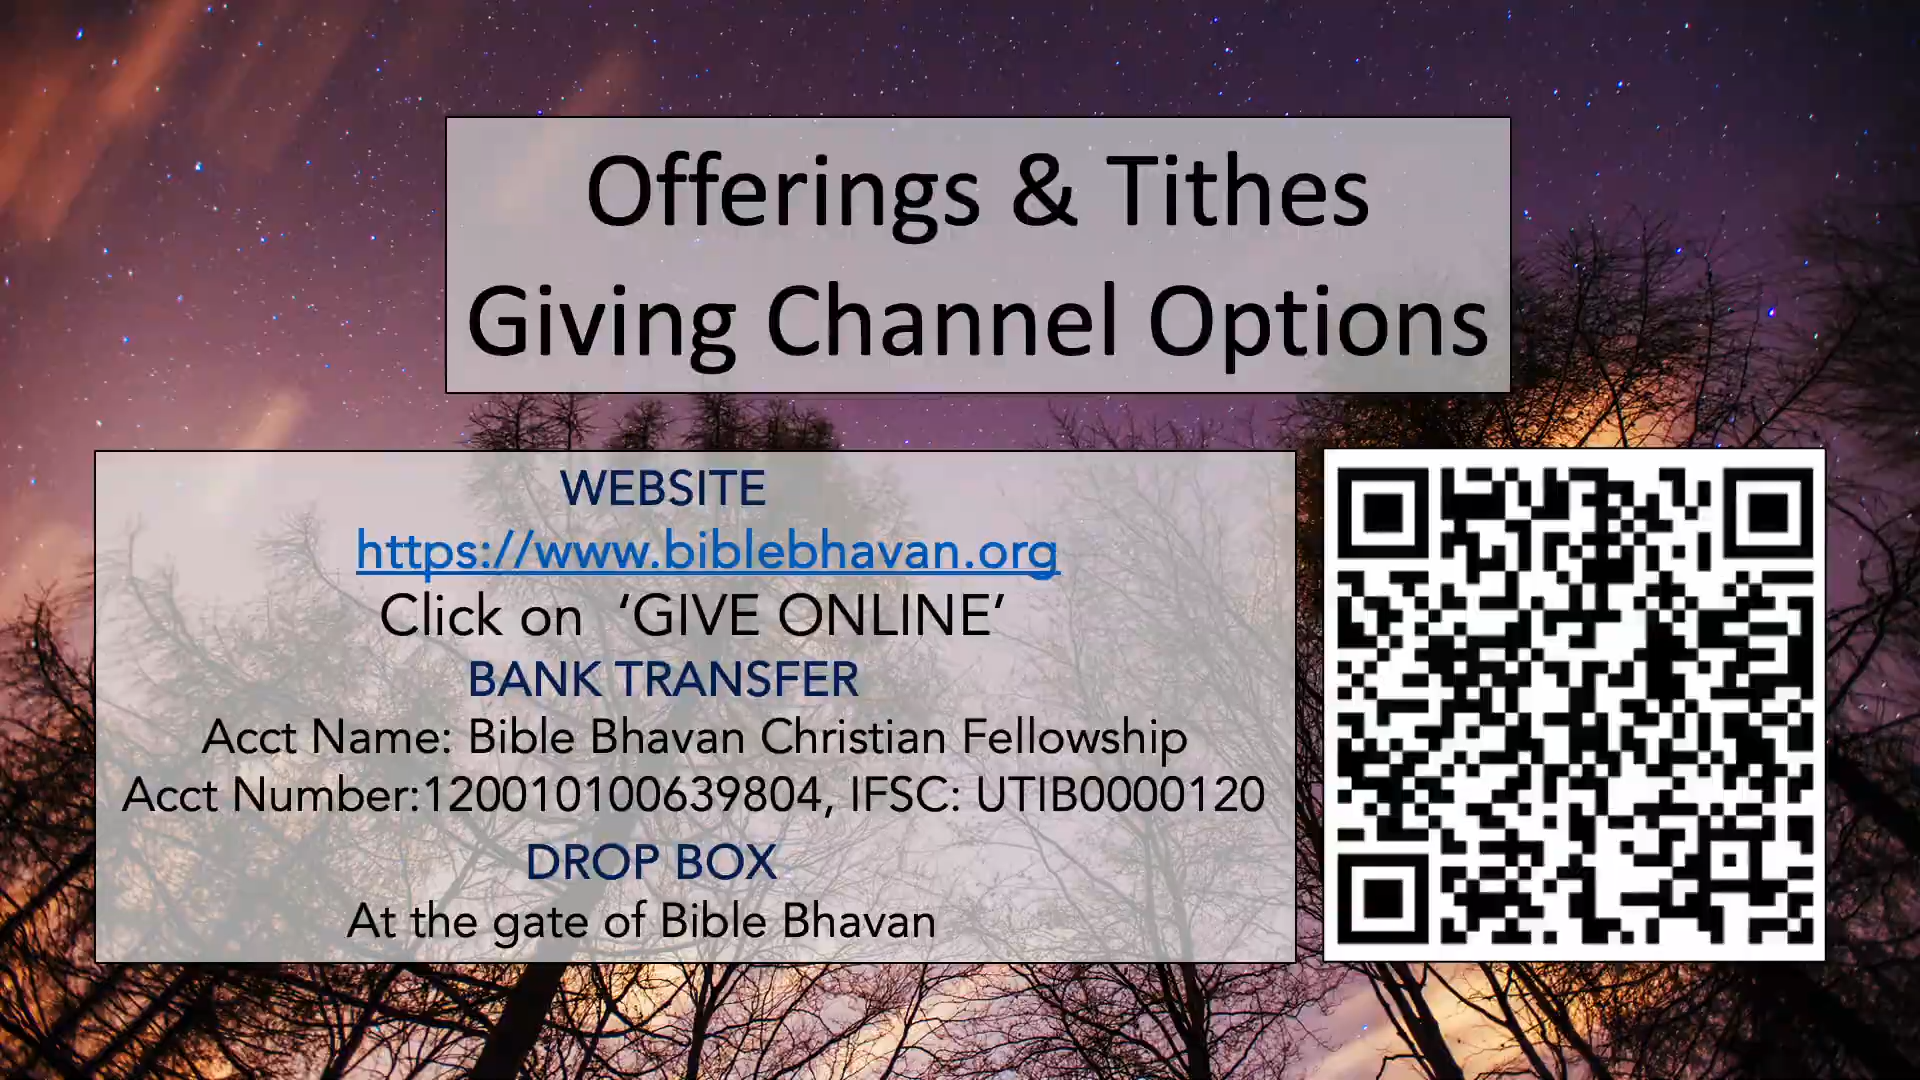 Offerings & Tithes
Giving Channel Options
WEBSITE
https://www.biblebhavan.org
Click on ‘GIVE ONLINE’
BANK TRANSFER
Acct Name: Bible Bhavan Christian Fellowship
Acct Number:120010100639804, IFSC: UTIB0000120
DROP BOX
At the gate of Bible Bhavan